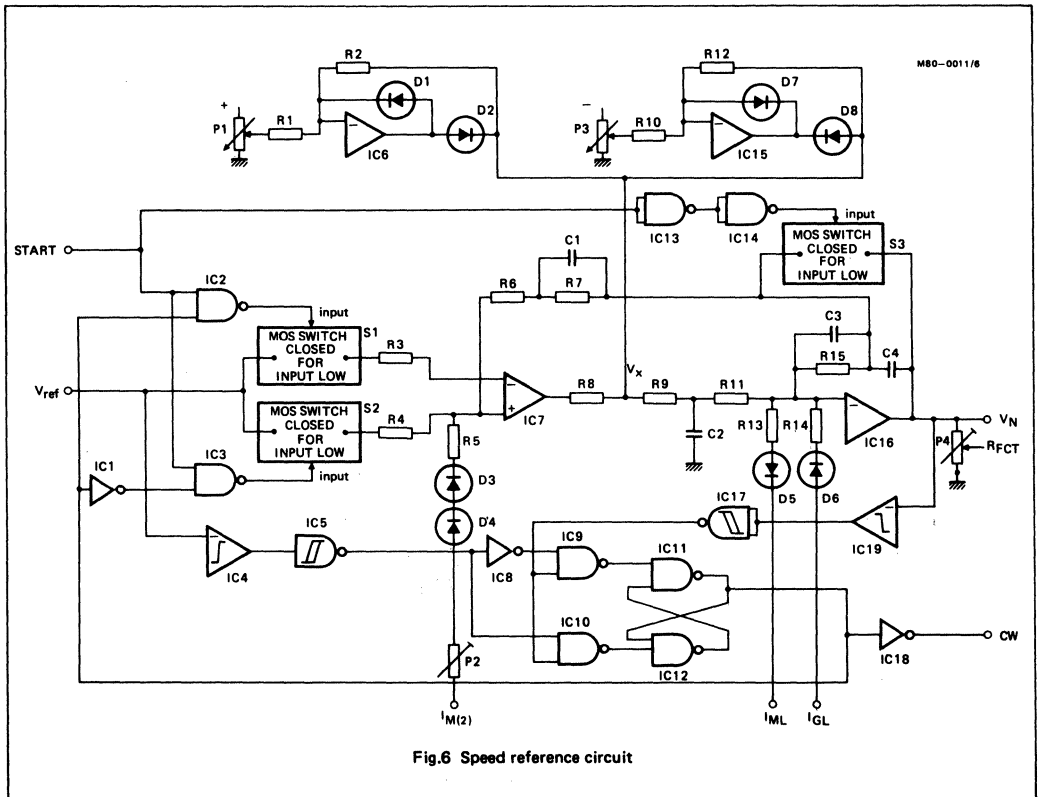 M80-0011/6
R2
D1
D2
+
P1
R1
IC6
R12
D7
D8
−
P3
R10
IC15
START
IC13
IC14
input
MOS SWITCH
CLOSED
FOR
INPUT LOW
S3
C1
R6
R7
IC2
input
MOS SWITCH
CLOSED
FOR
INPUT LOW
S1
R3
Vref
MOS SWITCH
CLOSED
FOR
INPUT LOW
S2
R4
−
+
IC7
R8
Vx
R9
R11
C2
C3
R15
C4
−
IC16
VN
P4
RFCT
R13
R14
D5
D6
IC1
IC3
input
R5
D3
D4
IC17
−
IC19
−
IC4
IC5
IC8
IC9
IC11
IC10
IC12
IC18
CW
P2
IM(2)
IML
IGL
Fig.6 Speed reference circuit